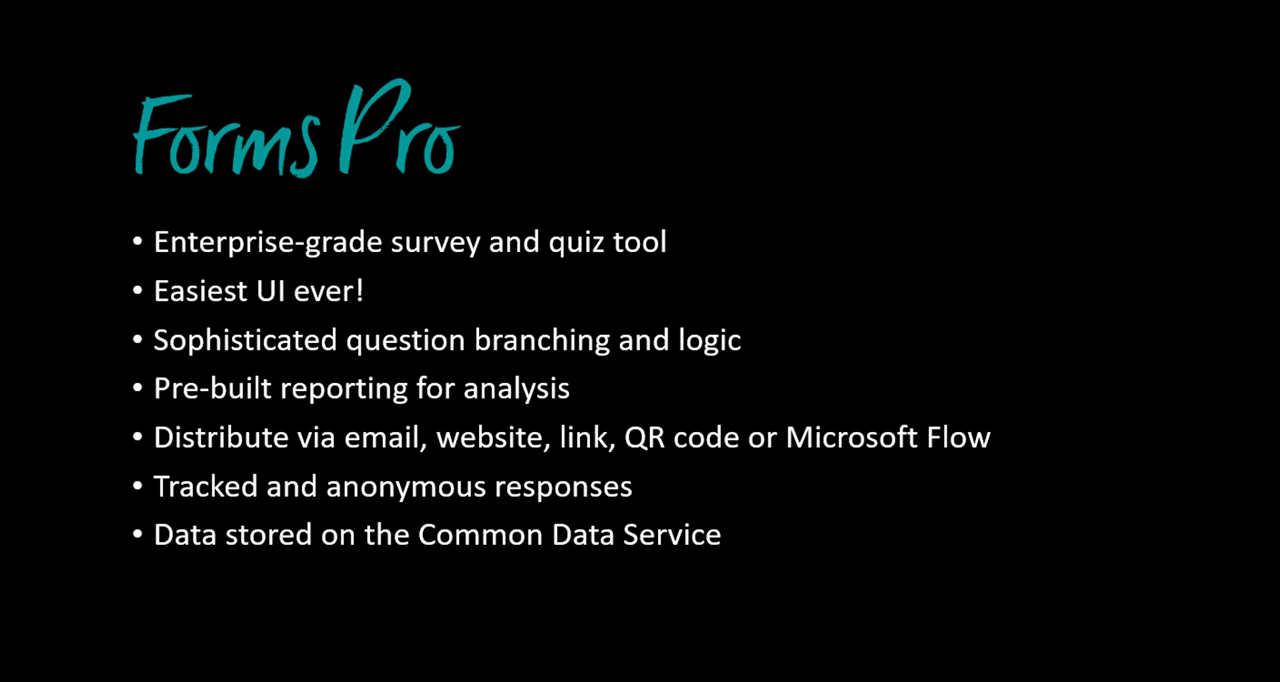 Forms Pro
• Enterprise-grade survey and quiz tool
• Easiest UI ever!
• Sophisticated question branching and logic
• Pre-built reporting for analysis
• Distribute via email, website, link, QR code or Microsoft Flow
• Tracked and anonymous responses
• Data stored on the Common Data Service